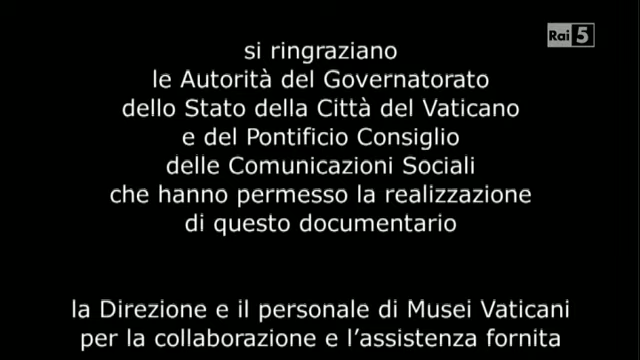 Rai 5
si ringraziano
le Autorità del Governatorato
dello Stato della Città del Vaticano
e del Pontificio Consiglio
delle Comunicazioni Sociali
che hanno permesso la realizzazione
di questo documentario
la Direzione e il personale di Musei Vaticani
per la collaborazione e l'assistenza fornita